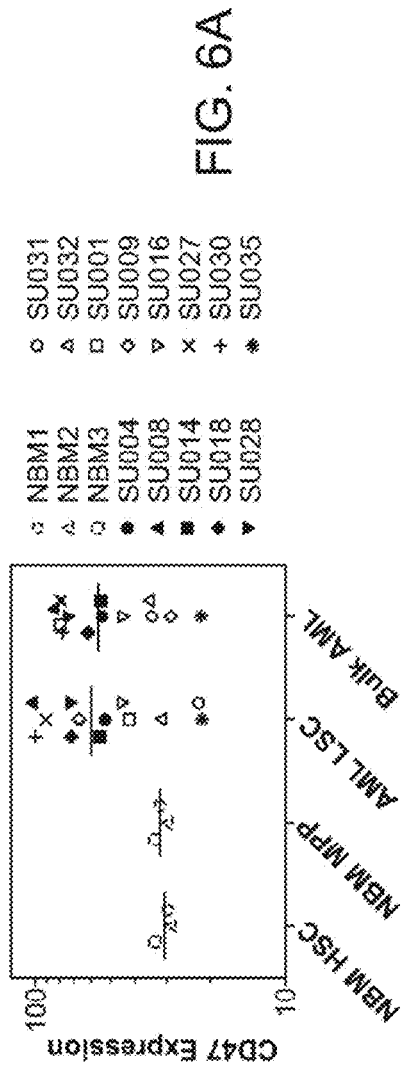 CD47 Expression
100
10
NBM HSC
NBM MPP
AML LSC
Bulk AML
NBM1
NBM2
NBM3
SU004
SU008
SU014
SU018
SU028
SU031
SU032
SU001
SU009
SU016
SU027
SU030
SU035
FIG. 6A